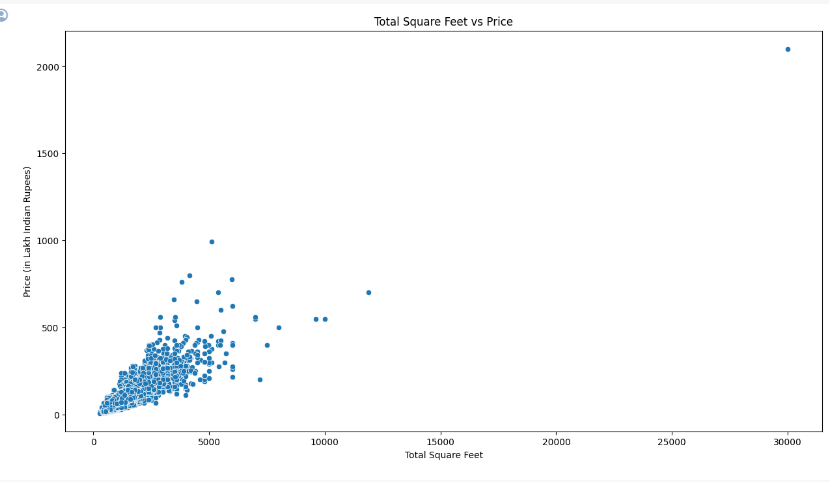 Total Square Feet vs Price
2000
1500
1000
500
0
Price (in Lakh Indian Rupees)
0 5000 10000 15000 20000 25000 30000
Total Square Feet